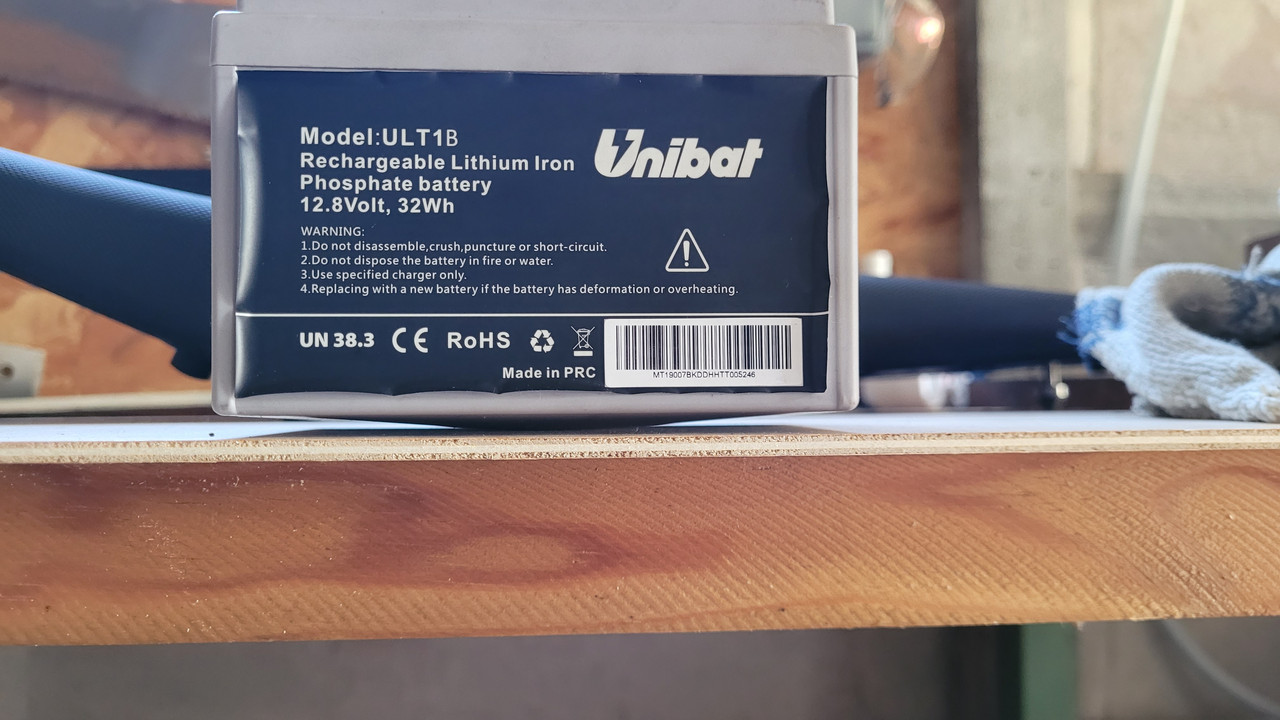 Model:ULT1B
Rechargeable Lithium Iron
Phosphate battery
12.8Volt, 32Wh
Unibat
WARNING:
1.Do not disassemble,crush,puncture or short-circuit.
2.Do not dispose the battery in fire or water.
3.Use specified charger only.
4.Replacing with a new battery if the battery has deformation or overheating.
UN 38.3 CE RoHS
Made in PRC
MT19007BKDDHHTT005246